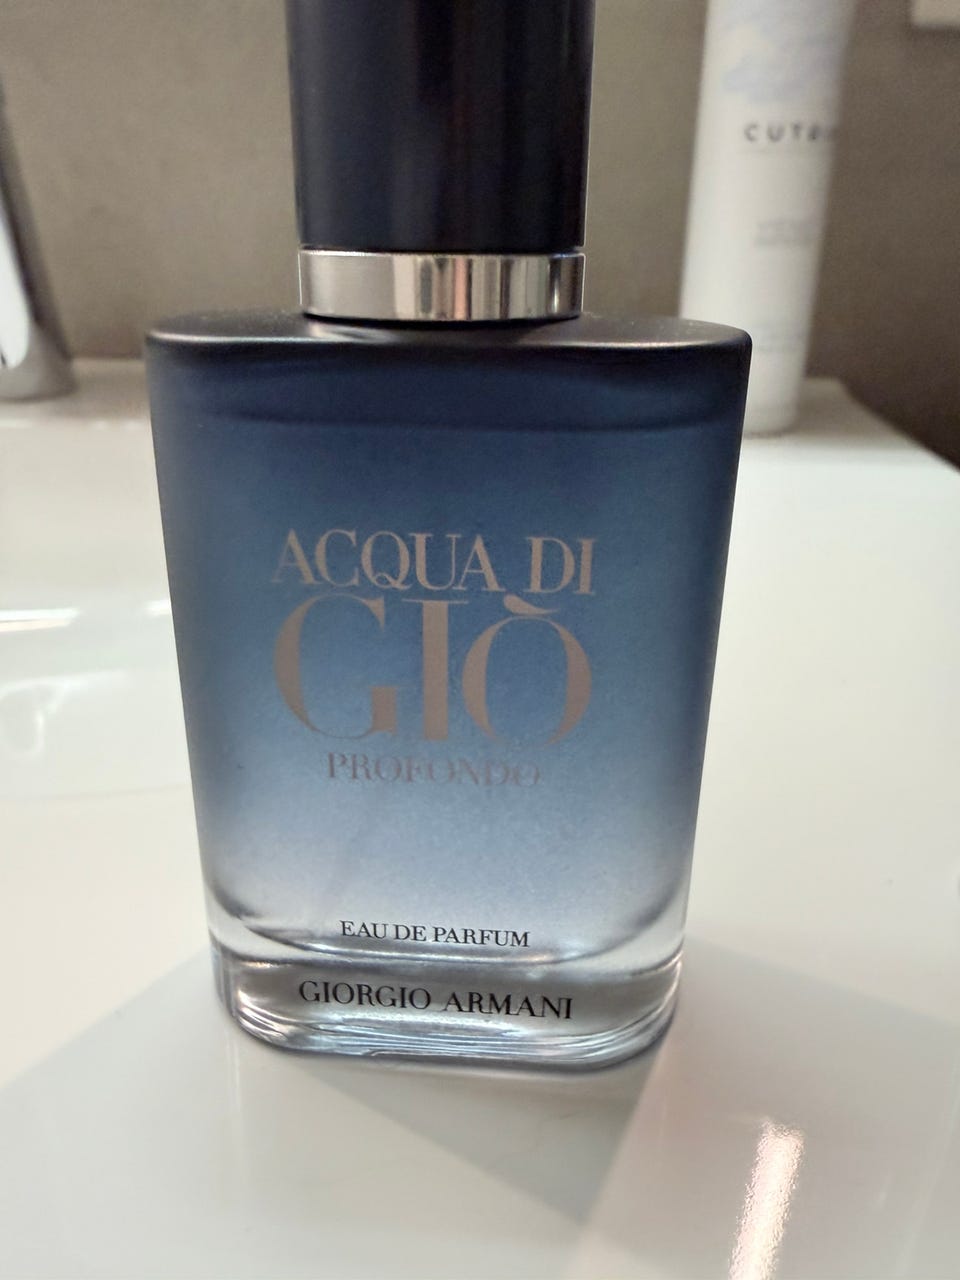 ACQUA DI
GIÒ
PROFONDO
EAU DE PARFUM
GIORGIO ARMANI